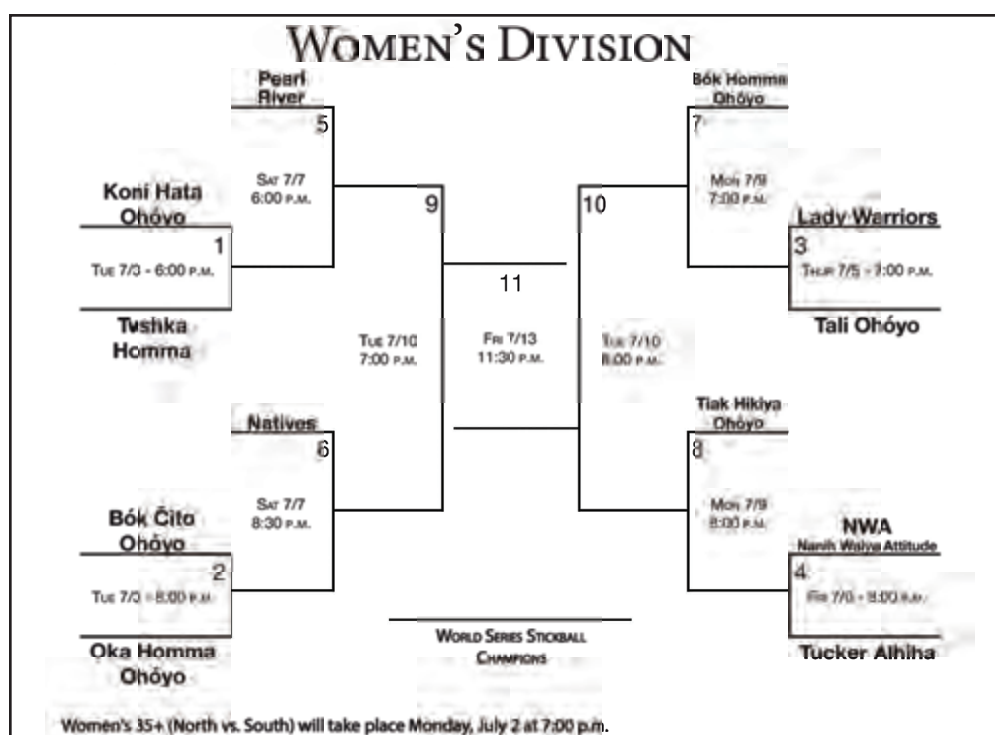 WOMEN'S DIVISION
Pearl
River
5
SAT 7/7
6:00 P.M.
Koni Hata
Ohóyo
1
TUE 7/3 - 6:00 P.M.
Tvshka
Homma
9
TUE 7/10
7:00 P.M.
Natives
6
SAT 7/7
8:30 P.M.
Bók Čito
Ohóyo
2
TUE 7/3 - 8:00 P.M.
Oka Homma
Ohóyo
11
FRI 7/13
11:30 P.M.
WORLD SERIES STICKBALL
CHAMPIONS
Bók Homma
Ohóyo
7
MON 7/9
7:00 P.M.
10
TUE 7/10
P.M.
Lady Warriors
3
THUR 7/5 -
Tali Ohóyo
Tiak Hikiya
Ohóyo
8
MON 7/9
8:00 P.M.
NWA
Nanih Waiya Attitude
4
FRI
Tucker Alhiha
Women's 35+ (North vs. South) will take place Monday, July 2 at 7:00 p.m.